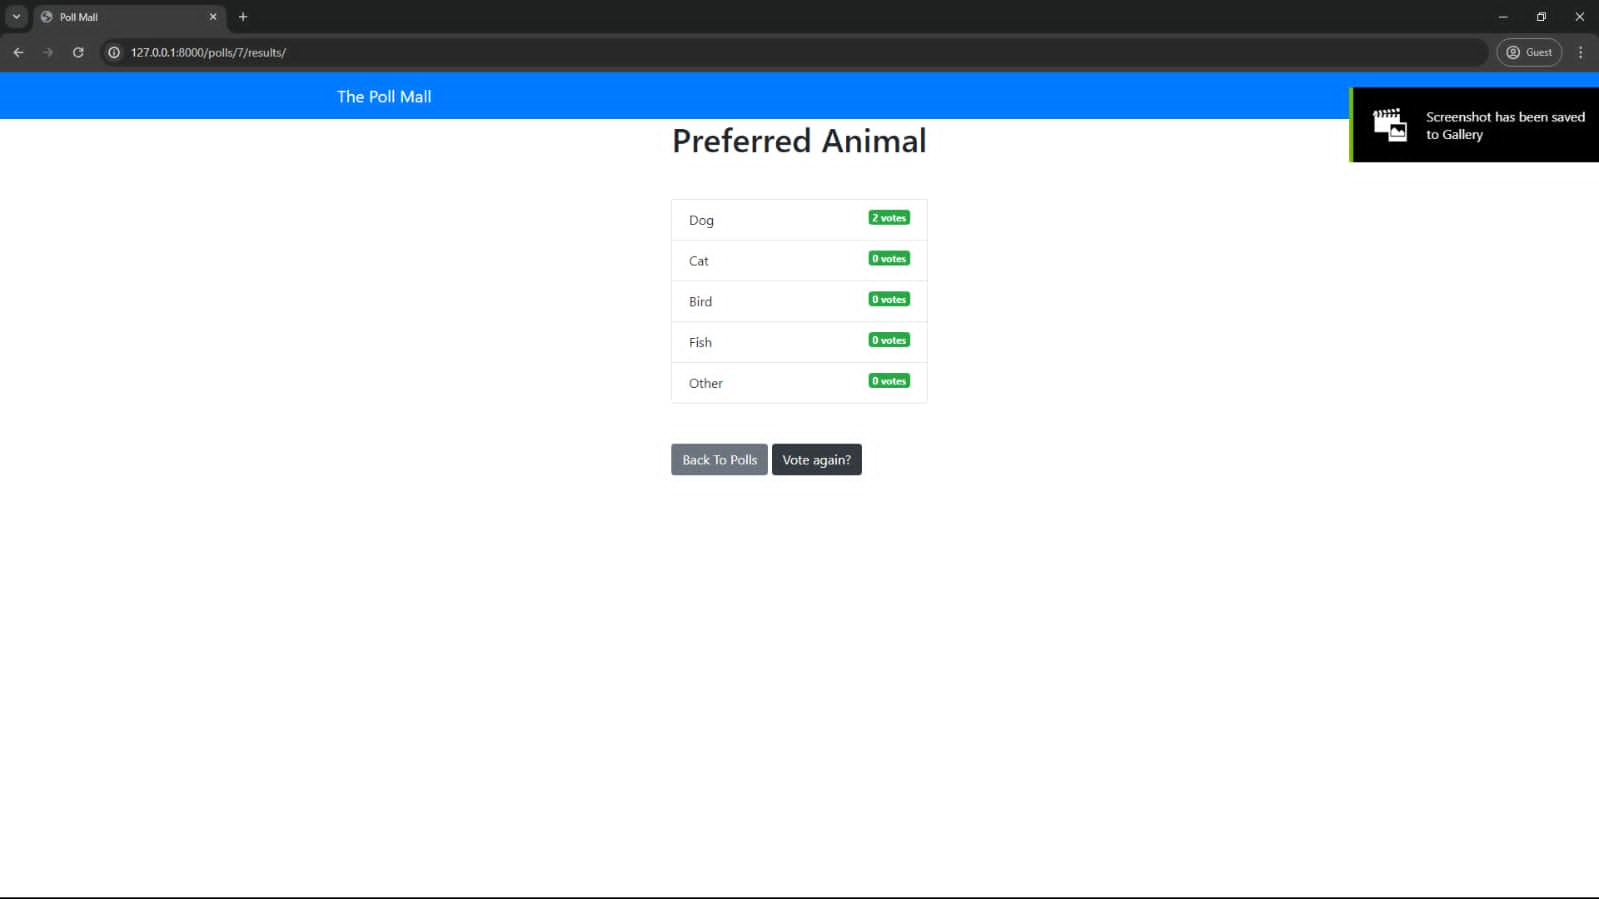 Poll Mall
127.0.0.1:8000/polls/7/results/
Guest
The Poll Mall
Screenshot has been saved
to Gallery
Preferred Animal
Dog 2 votes
Cat 0 votes
Bird 0 votes
Fish 0 votes
Other 0 votes
Back To Polls Vote again?